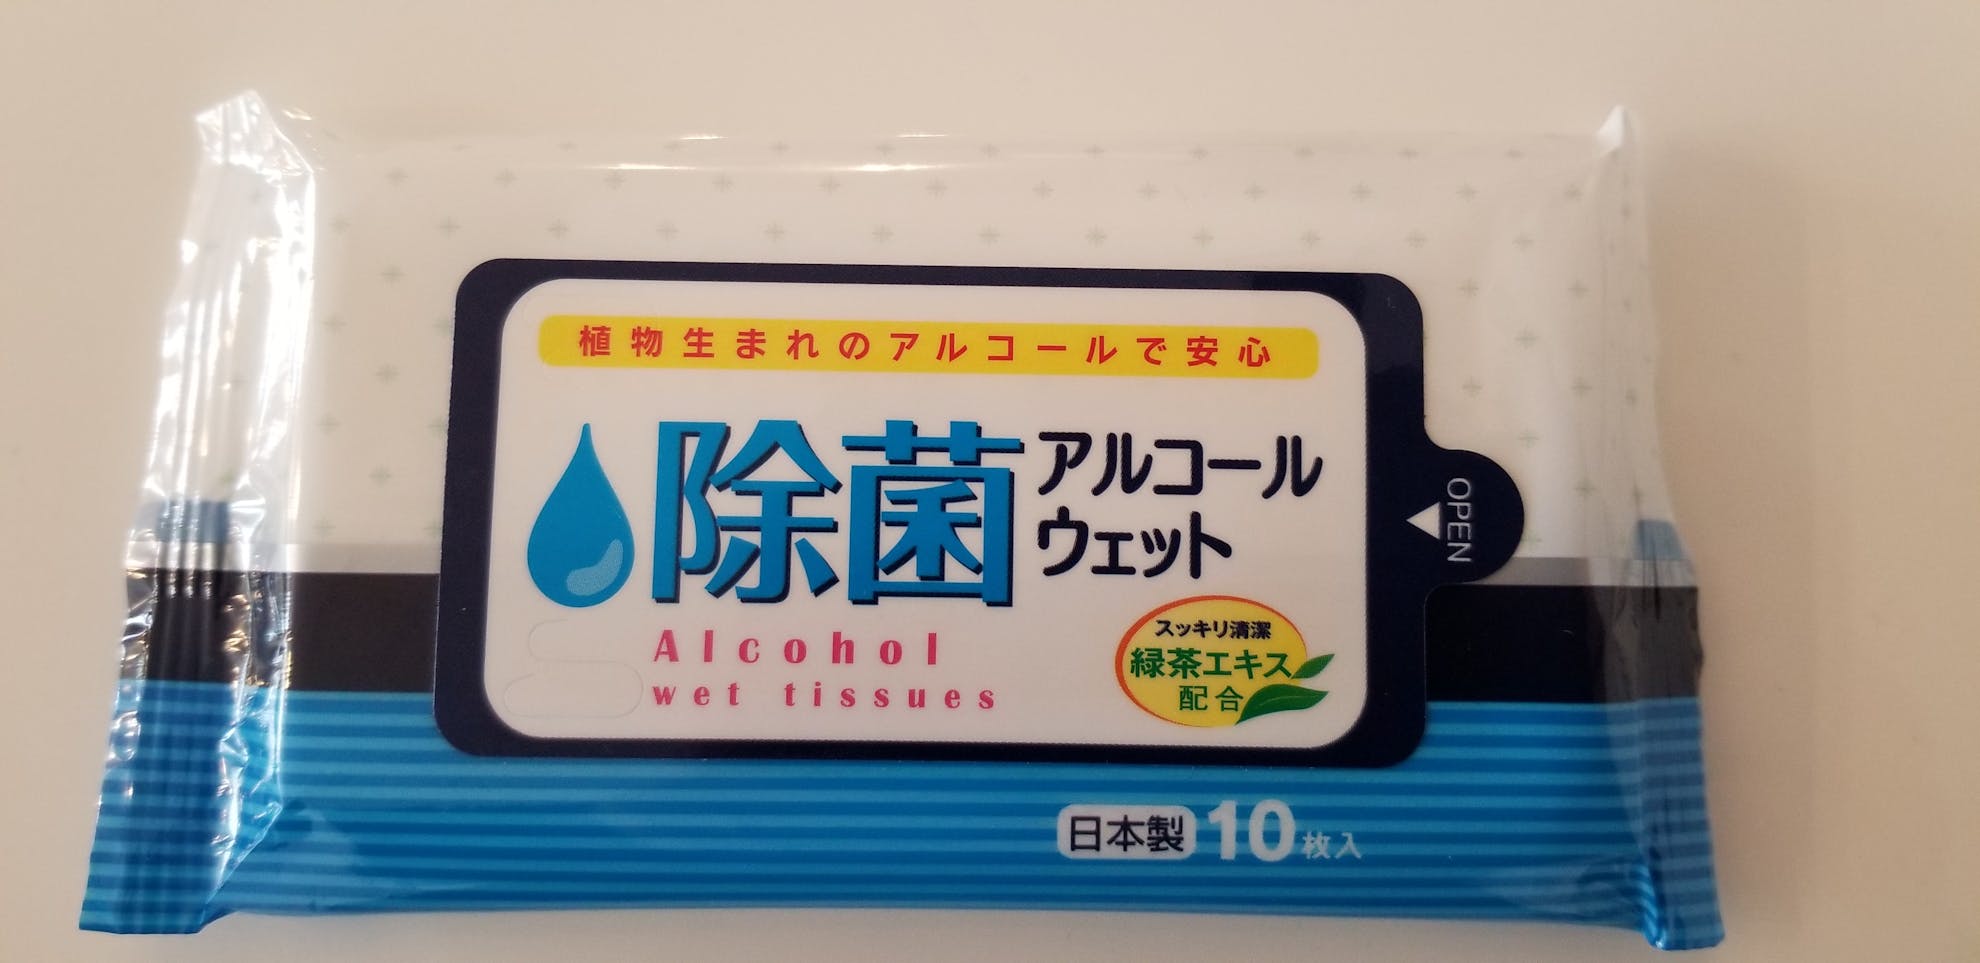 植物生まれのアルコールで安心
除菌アルコール
ウェット
Alcohol
wet tissues
スッキリ清潔
緑茶エキス
配合
OPEN
日本製 10枚入